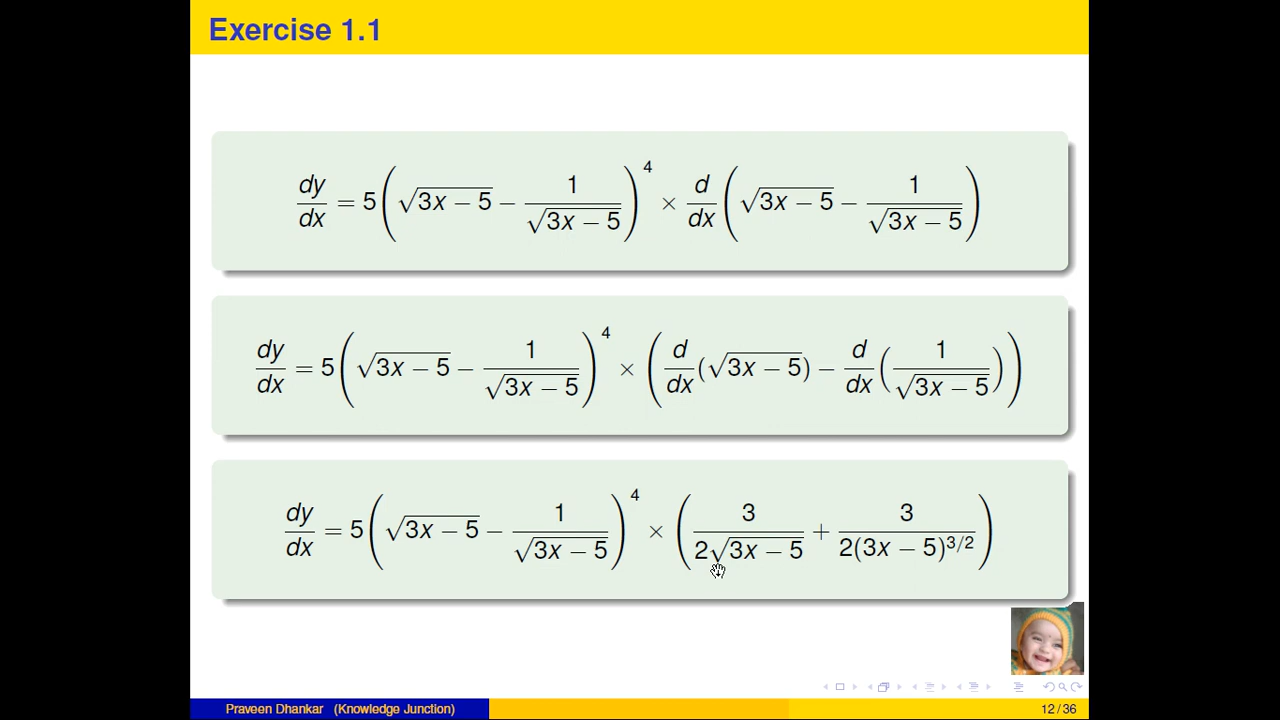 Exercise 1.1
dy/dx = 5(√(3x − 5) − 1/√(3x − 5))⁴ × d/dx(√(3x − 5) − 1/√(3x − 5))
dy/dx = 5(√(3x − 5) − 1/√(3x − 5))⁴ × (d/dx(√(3x − 5)) − d/dx(1/√(3x − 5)))
dy/dx = 5(√(3x − 5) − 1/√(3x − 5))⁴ × (3/(2√(3x − 5)) + 3/(2(3x − 5)^(3/2)))
Praveen Dhankar (Knowledge Junction) 12/36